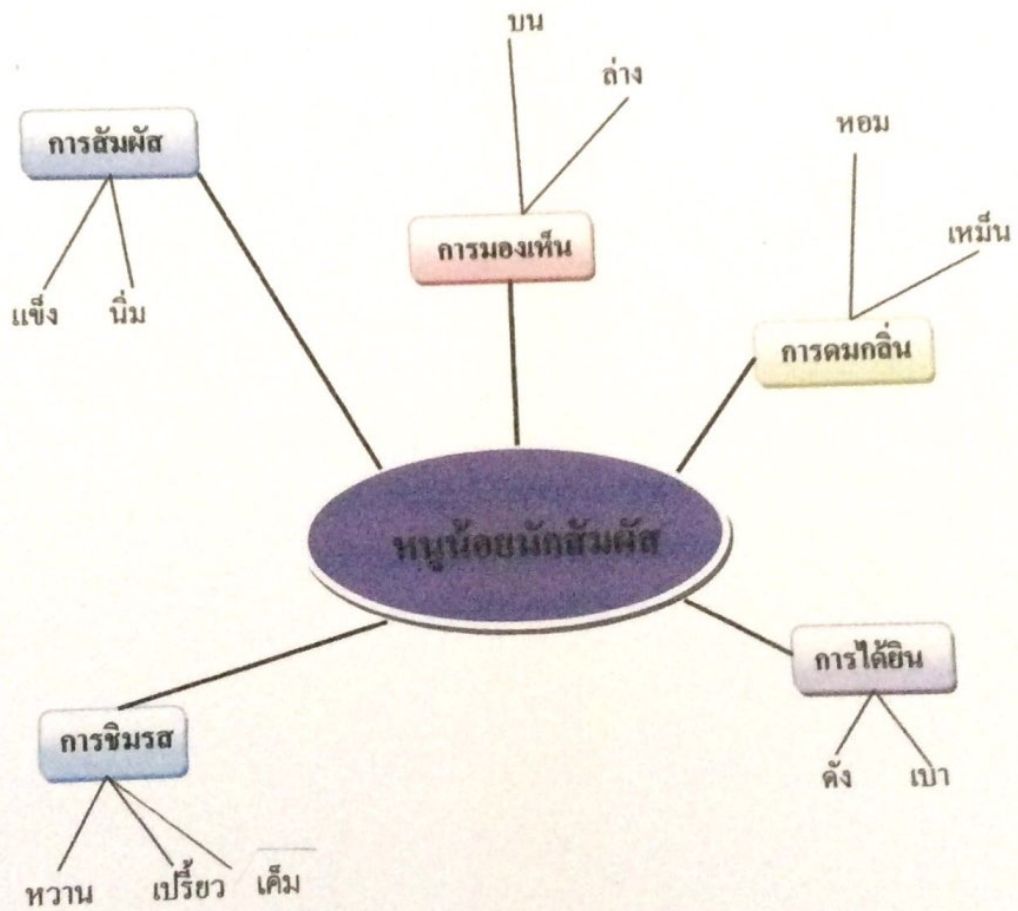 บน
ล่าง
การสัมผัส
หอม
การมองเห็น
เหม็น
แข็ง
นิ่ม
การดมกลิ่น
หนูน้อยนักสัมผัส
การได้ยิน
การชิมรส
ดัง
เบา
หวาน
เปรี้ยว
เค็ม